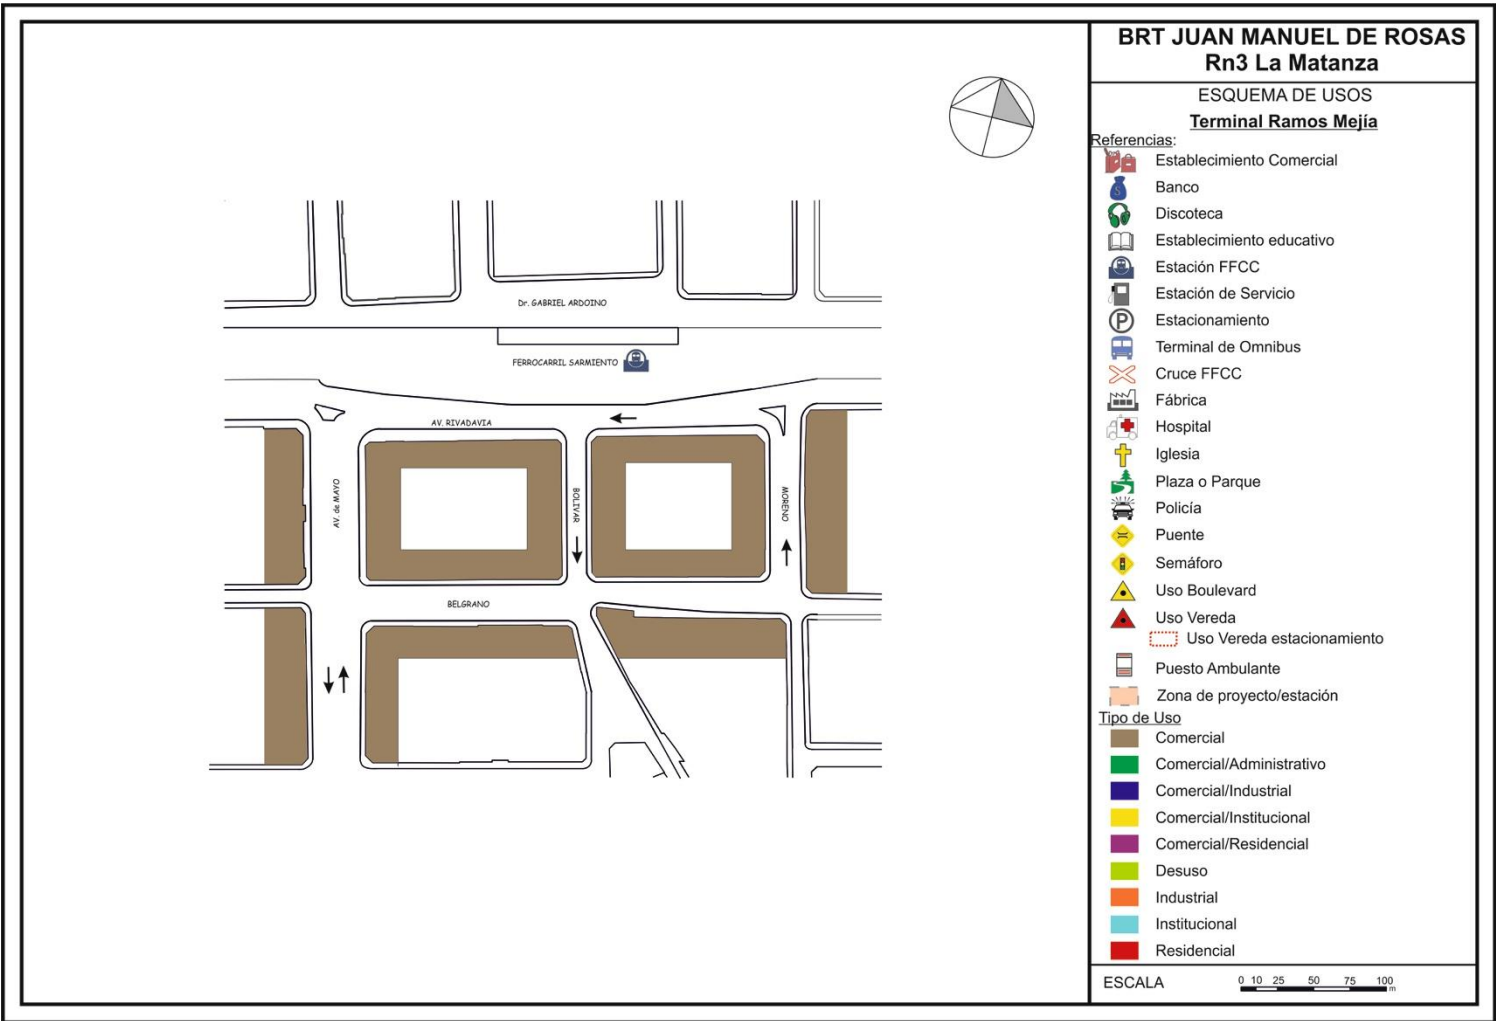 BRT JUAN MANUEL DE ROSAS
Rn3 La Matanza
ESQUEMA DE USOS
Terminal Ramos Mejía
Referencias:
Establecimiento Comercial
Banco
Discoteca
Establecimiento educativo
Estación FFCC
Estación de Servicio
P
Estacionamiento
Terminal de Omnibus
Cruce FFCC
Fábrica
Hospital
Iglesia
Plaza o Parque
Policía
Puente
Semáforo
Uso Boulevard
Uso Vereda
Uso Vereda estacionamiento
Puesto Ambulante
Zona de proyecto/estación
Tipo de Uso
Comercial
Comercial/Administrativo
Comercial/Industrial
Comercial/Institucional
Comercial/Residencial
Desuso
Industrial
Institucional
Residencial
ESCALA
0 10 25 50 75 100
m
Dr. GABRIEL ARDOINO
FERROCARRIL SARMIENTO
AV. RIVADAVIA
AV. de MAYO
BOLIVAR
MORENO
BELGRANO